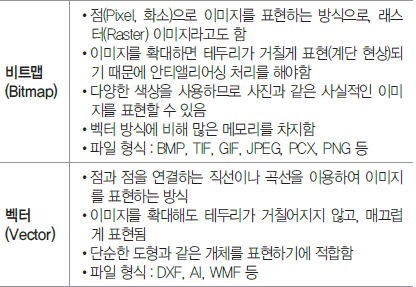 비트맵
(Bitmap)
• 점(Pixel, 화소)으로 이미지를 표현하는 방식으로, 래스
터(Raster) 이미지라고도 함
• 이미지를 확대하면 테두리가 거칠게 표현(계단 현상)되
기 때문에 안티앨리어싱 처리를 해야함
• 다양한 색상을 사용하므로 사진과 같은 사실적인 이미
지를 표현할 수 있음
• 벡터 방식에 비해 많은 메모리를 차지함
• 파일 형식 : BMP, TIF, GIF, JPEG, PCX, PNG 등
벡터
(Vector)
• 점과 점을 연결하는 직선이나 곡선을 이용하여 이미지
를 표현하는 방식
• 이미지를 확대해도 테두리가 거칠어지지 않고, 매끄럽
게 표현됨
• 단순한 도형과 같은 개체를 표현하기에 적합함
• 파일 형식 : DXF, AI, WMF 등